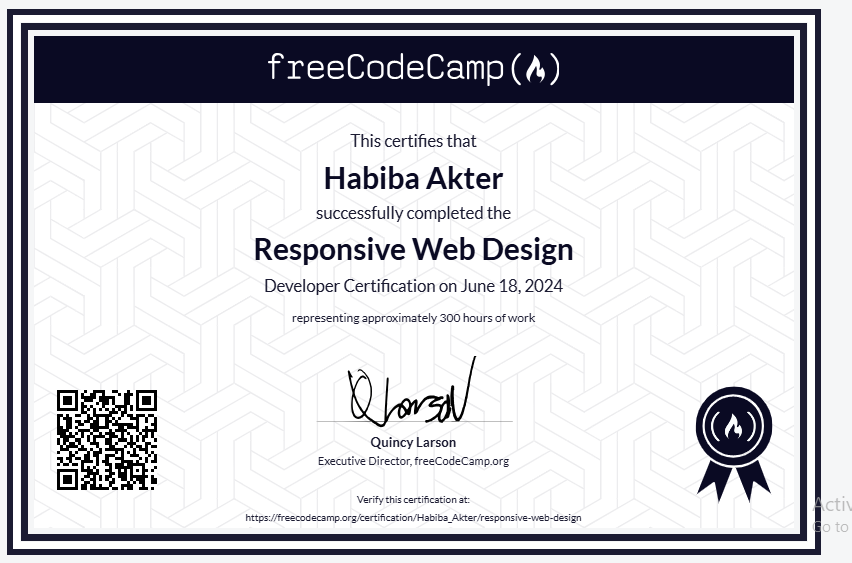 freeCodeCamp
This certifies that
Habiba Akter
successfully completed the
Responsive Web Design
Developer Certification on June 18, 2024
representing approximately 300 hours of work
Quincy Larson
Executive Director, freeCodeCamp.org
Verify this certification at:
https://freecodecamp.org/certification/Habiba_Akter/responsive-web-design
Go to